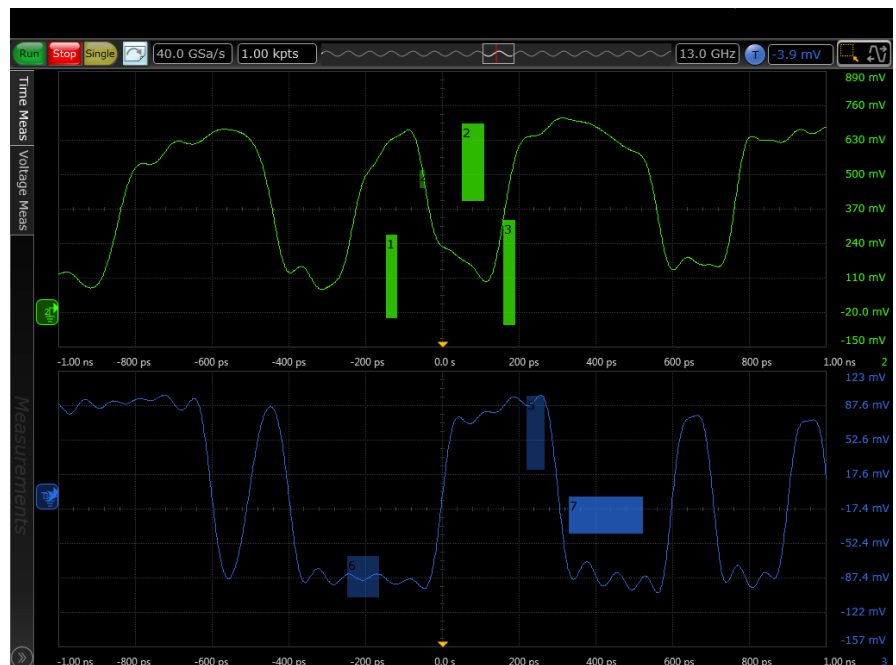 Run Stop Single 40.0 GSa/s 1.00 kpts 13.0 GHz T -3.9 mV
Time Meas
Voltage Meas
Measurements
890 mV
760 mV
630 mV
500 mV
370 mV
240 mV
110 mV
-20.0 mV
-150 mV
2
1
3
2
-1.00 ns -800 ps -600 ps -400 ps -200 ps 0.0 s 200 ps 400 ps 600 ps 800 ps 1.00 ns 2
123 mV
87.6 mV
52.6 mV
17.6 mV
-17.4 mV
-52.4 mV
-87.4 mV
-122 mV
-157 mV
5
7
6
-1.00 ns -800 ps -600 ps -400 ps -200 ps 0.0 s 200 ps 400 ps 600 ps 800 ps 1.00 ns 3